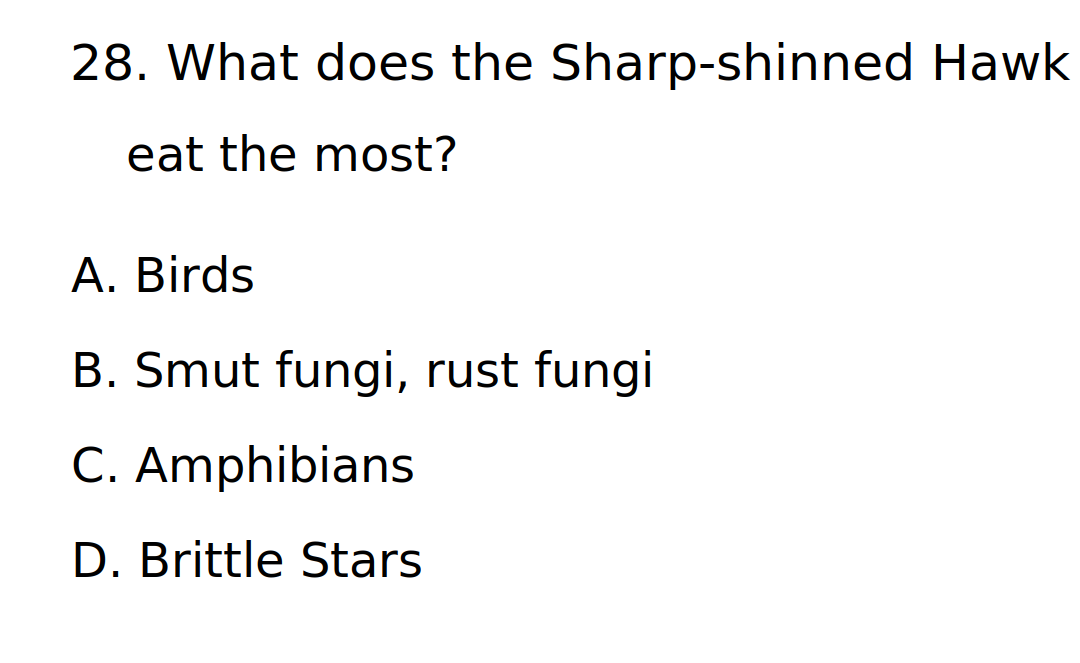 28. What does the Sharp-shinned Hawk
eat the most?
A. Birds
B. Smut fungi, rust fungi
C. Amphibians
D. Brittle Stars